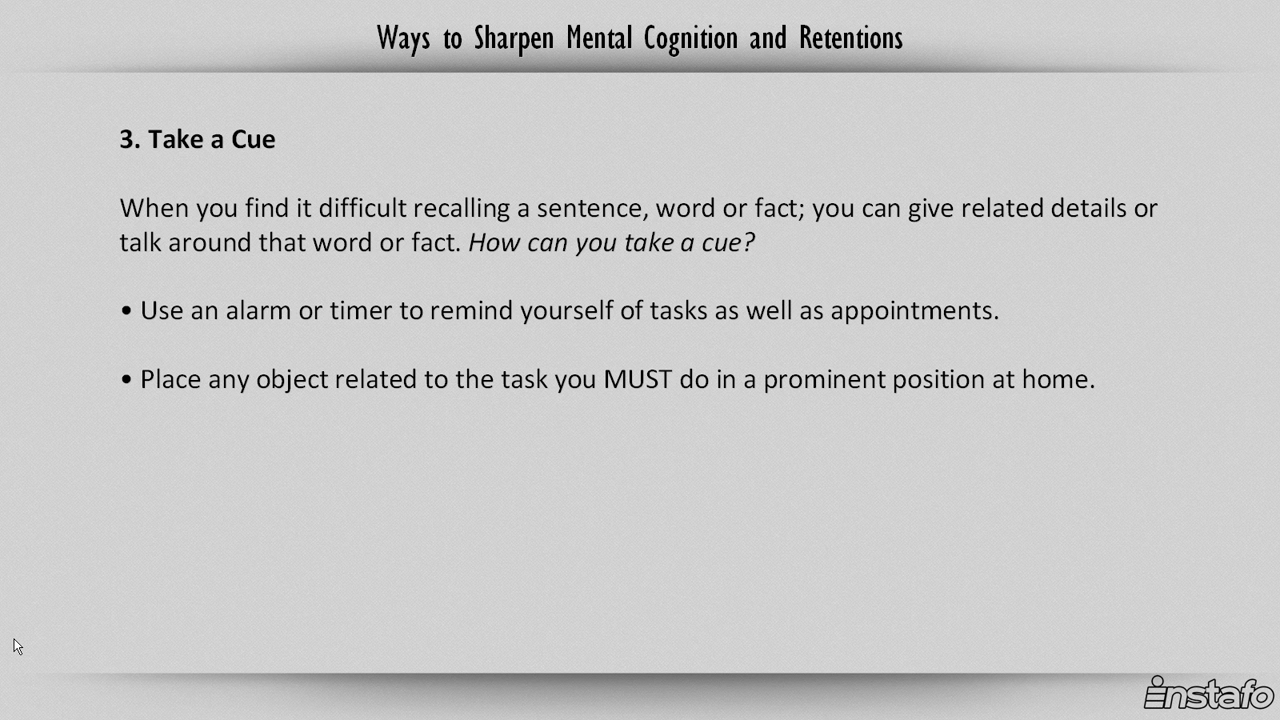 Ways to Sharpen Mental Cognition and Retentions
3. Take a Cue
When you find it difficult recalling a sentence, word or fact; you can give related details or
talk around that word or fact. How can you take a cue?
• Use an alarm or timer to remind yourself of tasks as well as appointments.
• Place any object related to the task you MUST do in a prominent position at home.
instafo